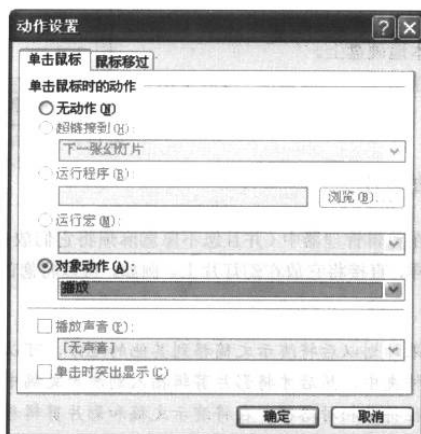 动作设置
单击鼠标 鼠标移过
单击鼠标时的动作
无动作(N)
超链接到(H):
下一张幻灯片
运行程序(R):
浏览(B)...
运行宏(M):
对象动作(A):
播放
播放声音(P):
[无声音]
单击时突出显示(C)
确定 取消